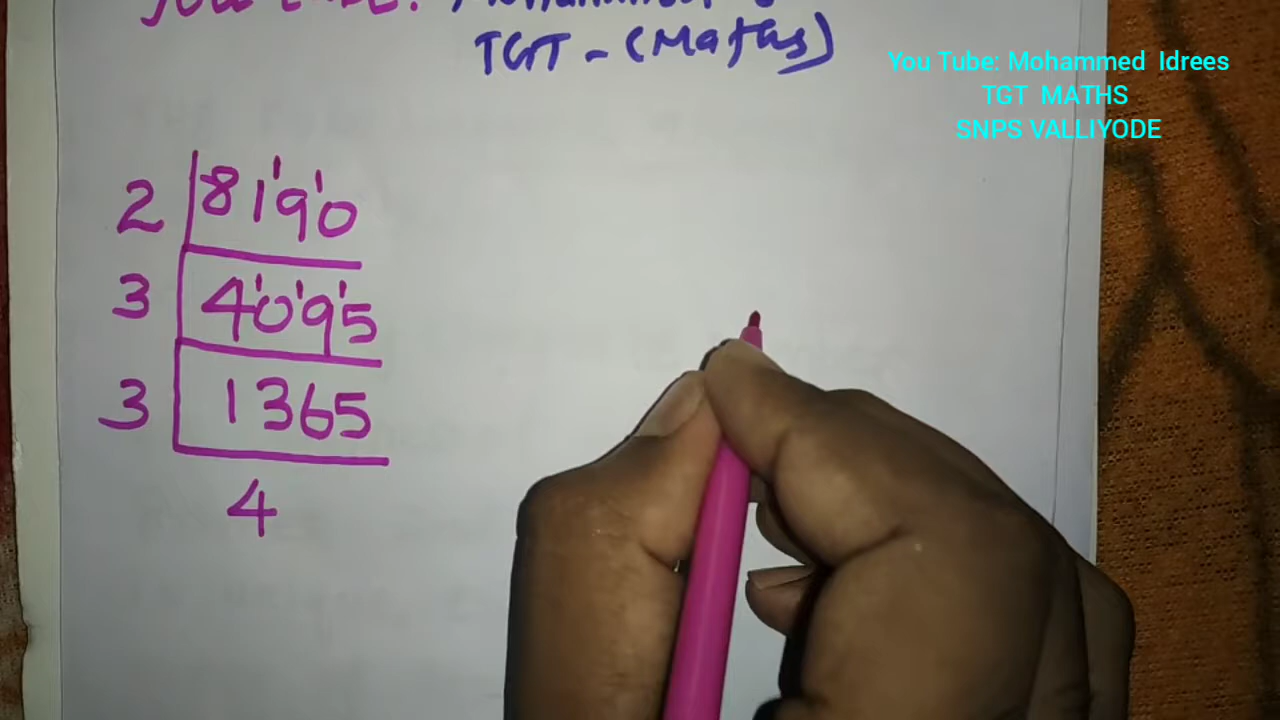 TGT - (Maths)
You Tube: Mohammed Idrees
TGT MATHS
SNPS VALLIYODE
2 8190
3 4095
3 1365
4